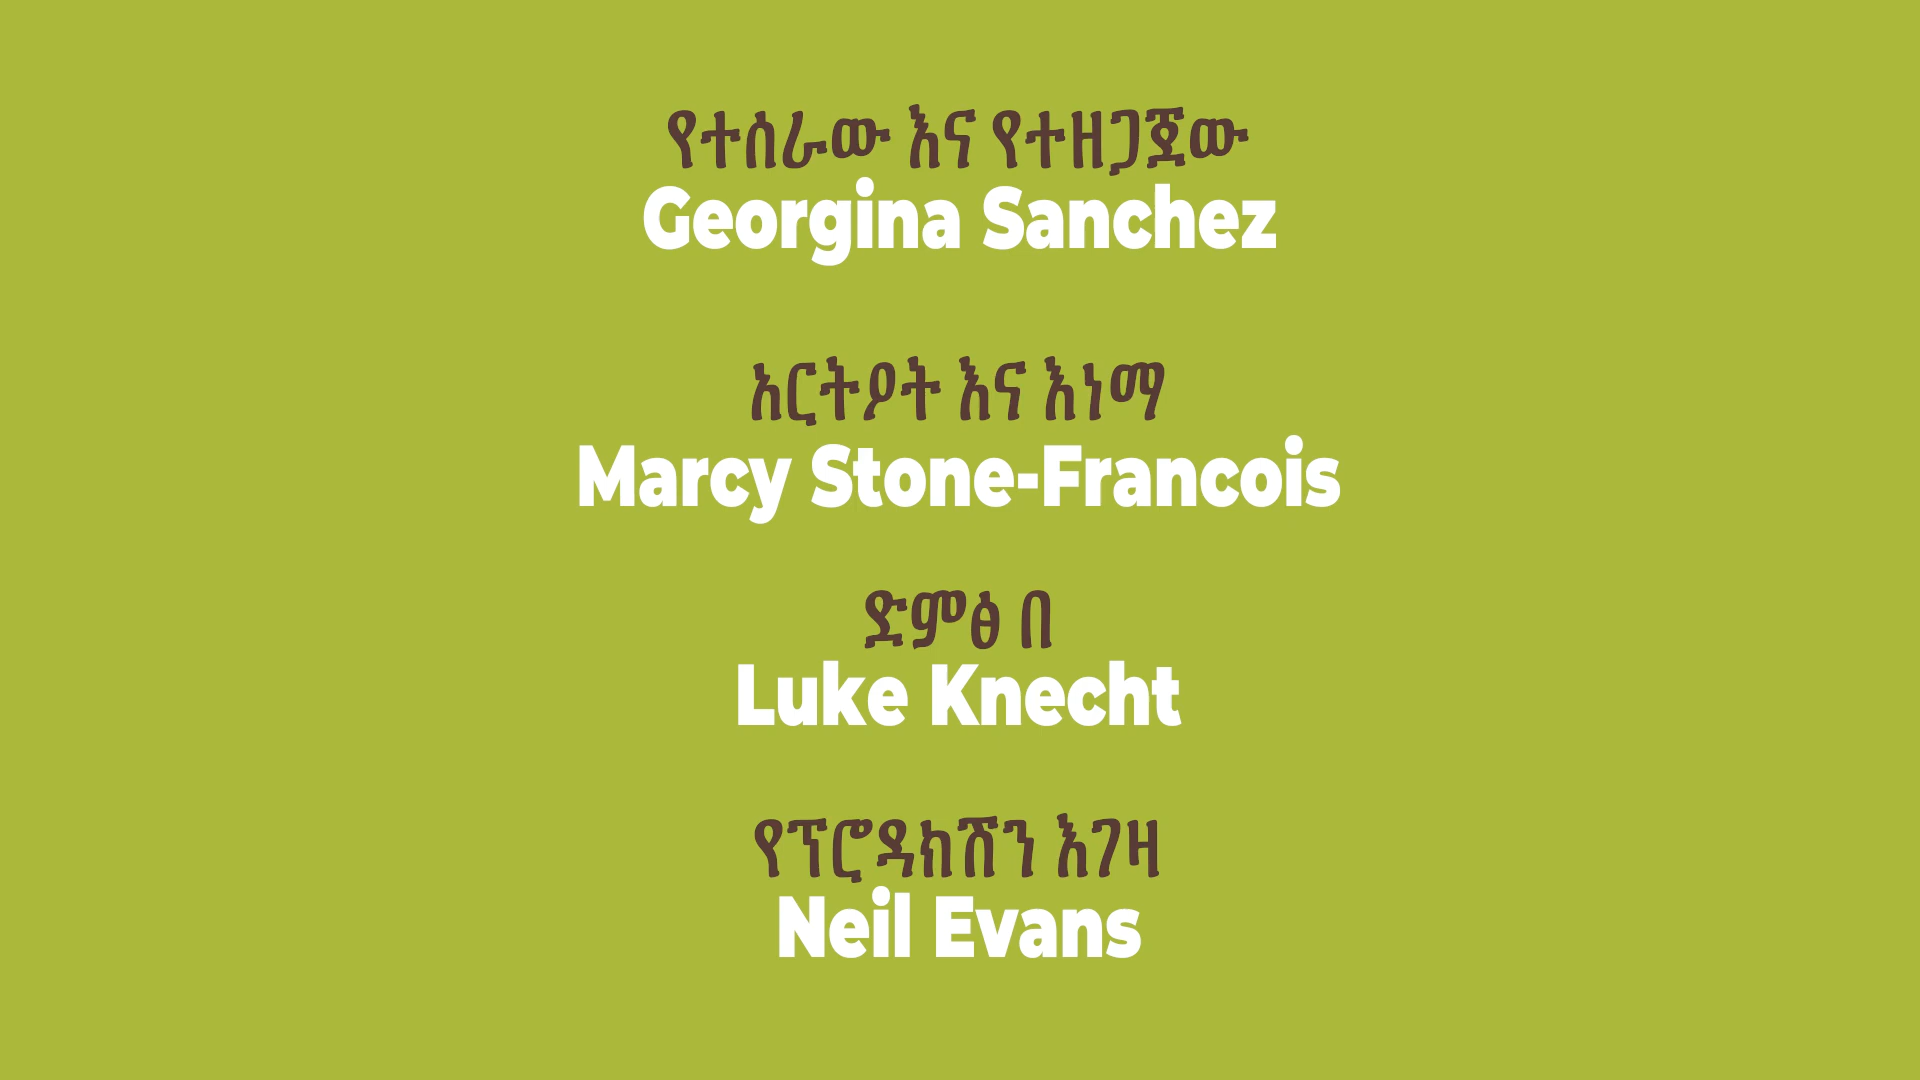 የተሰራው እና የተዘጋጀው
Georgina Sanchez
አርትዖት እና እነማ
Marcy Stone-Francois
ድምፅ በ
Luke Knecht
የፕሮዳክሽን እገዛ
Neil Evans